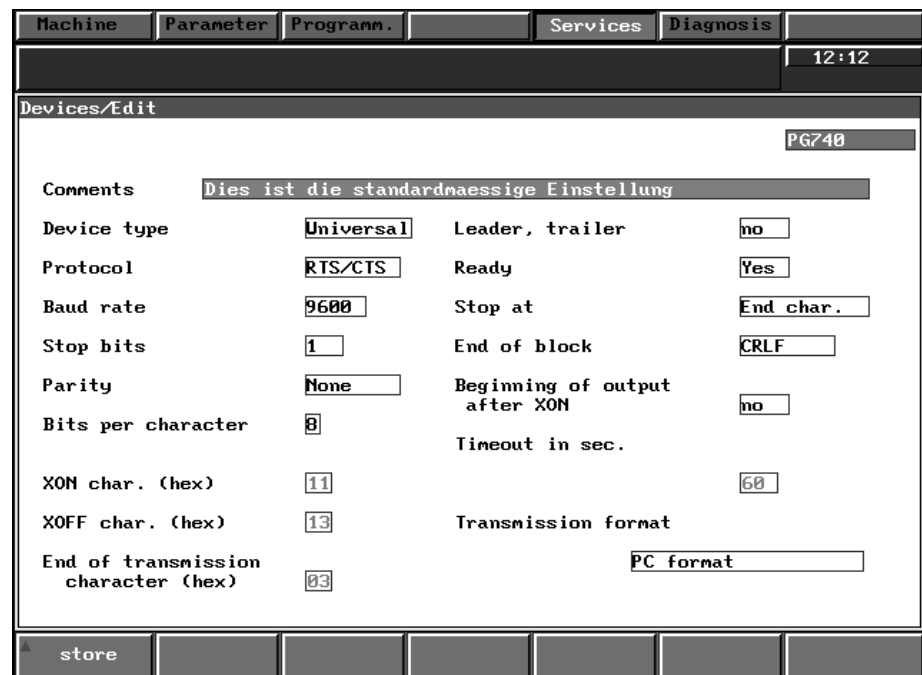 Machine Parameter Programm. Services Diagnosis
12:12
Devices/Edit
PG740
Comments Dies ist die standardmaessige Einstellung
Device type Universal Leader, trailer no
Protocol RTS/CTS Ready Yes
Baud rate 9600 Stop at End char.
Stop bits 1 End of block CRLF
Parity None Beginning of output
after XON no
Bits per character 8
Timeout in sec.
XON char. (hex) 11 60
XOFF char. (hex) 13 Transmission format
End of transmission PC format
character (hex) 03
store